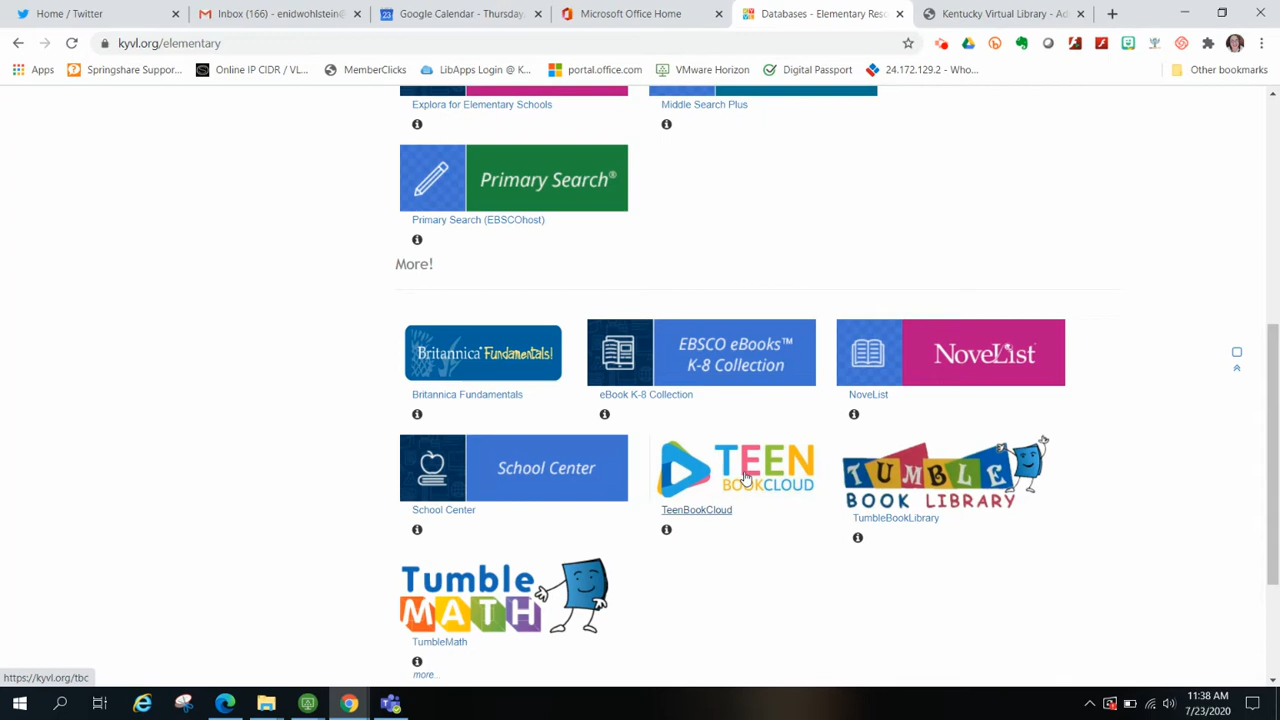 Home / Twitter
Inbox (166) - enidwohlstein@
Google Calendar - Thursday
Microsoft Office Home
Databases - Elementary Reso
Kentucky Virtual Library - Ad
kyvl.org/elementary
Apps
Springshare Suppor...
Online IP CIDR / VL...
MemberClicks
LibApps Login @ K...
portal.office.com
VMware Horizon
Digital Passport
24.172.129.2 - Who...
Other bookmarks
Explora for Elementary Schools
Middle Search Plus
Primary Search®
Primary Search (EBSCOhost)
More!
Britannica® Fundamentals!
EBSCO eBooks™
K-8 Collection
NoveList
Britannica Fundamentals
eBook K-8 Collection
NoveList
School Center
TEEN
BOOKCLOUD
TUMBLE
BOOK LIBRARY
School Center
TeenBookCloud
TumbleBookLibrary
Tumble
MATH
TumbleMath
more...
https://kyvl.org/tbc
11:38 AM
7/23/2020